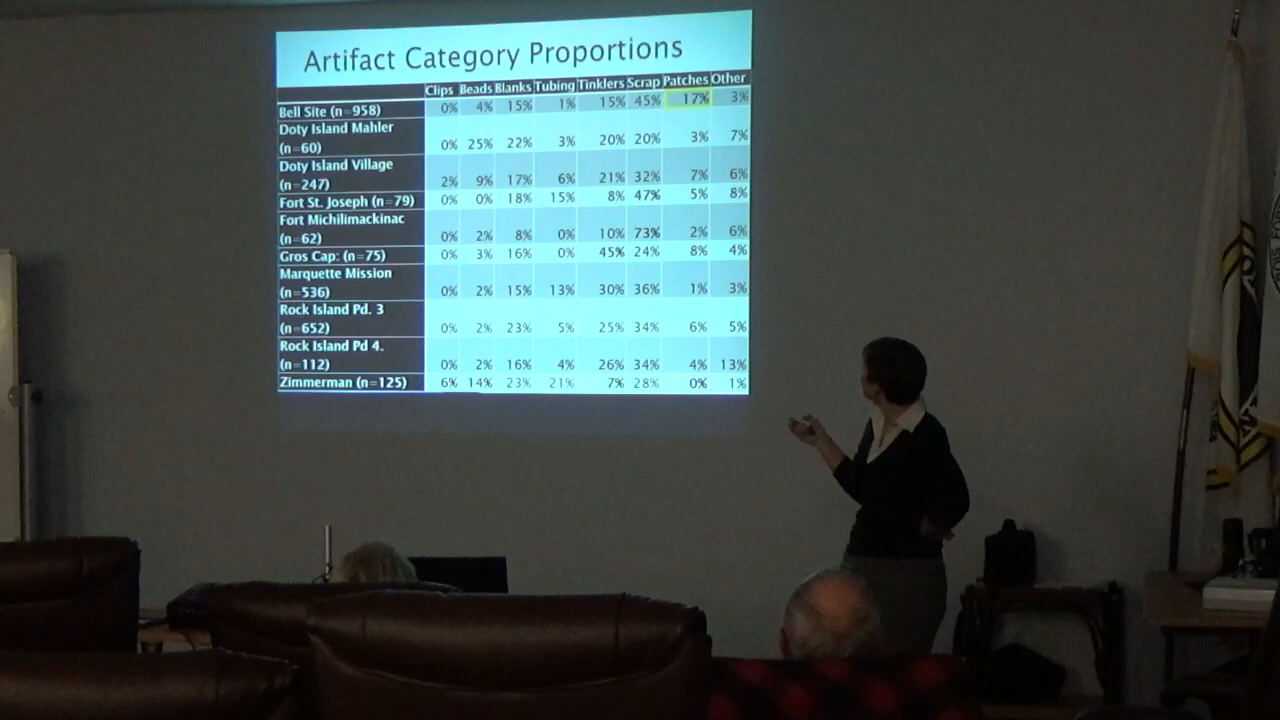 Artifact Category Proportions
Clips Beads Blanks Tubing Tinklers Scrap Patches Other
Bell Site (n=958) 0% 4% 15% 1% 15% 45% 17% 3%
Doty Island Mahler
(n=60) 0% 25% 22% 3% 20% 20% 3% 7%
Doty Island Village
(n=247) 2% 9% 17% 6% 21% 32% 7% 6%
Fort St. Joseph (n=79) 0% 0% 18% 15% 8% 47% 5% 8%
Fort Michilimackinac
(n=62) 0% 2% 8% 0% 10% 73% 2% 6%
Gros Cap: (n=75) 0% 3% 16% 0% 45% 24% 8% 4%
Marquette Mission
(n=536) 0% 2% 15% 13% 30% 36% 1% 3%
Rock Island Pd. 3
(n=652) 0% 2% 23% 5% 25% 34% 6% 5%
Rock Island Pd 4.
(n=112) 0% 2% 16% 4% 26% 34% 4% 13%
Zimmerman (n=125) 6% 14% 23% 21% 7% 28% 0% 1%